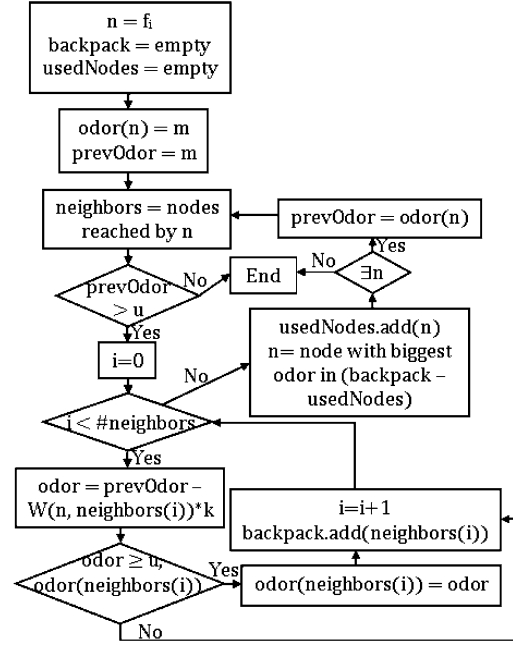 n = fᵢ
backpack = empty
usedNodes = empty
odor(n) = m
prevOdor = m
neighbors = nodes
reached by n
prevOdor = odor(n)
prevOdor
> u
No
End
No
∃n
Yes
Yes
i=0
No
usedNodes.add(n)
n= node with biggest
odor in (backpack –
usedNodes)
i < #neighbors
Yes
odor = prevOdor –
W(n, neighbors(i))*k
i=i+1
backpack.add(neighbors(i))
odor ≥ u,
odor(neighbors(i))
Yes
odor(neighbors(i)) = odor
No